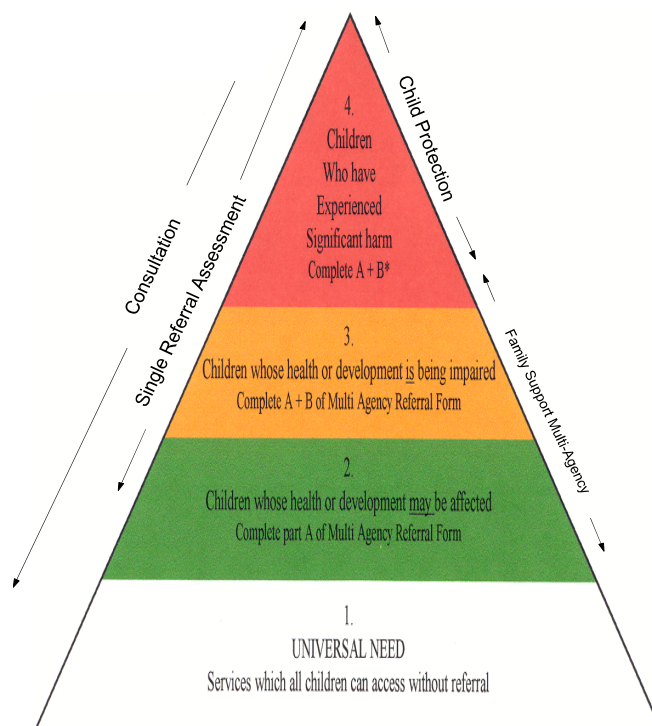 4.
Children
Who have
Experienced
Significant harm
Complete A + B*
3.
Children whose health or development is being impaired
Complete A + B of Multi Agency Referral Form
2.
Children whose health or development may be affected
Complete part A of Multi Agency Referral Form
1.
UNIVERSAL NEED
Services which all children can access without referral
Consultation
Single Referral Assessment
Child Protection
Family Support Multi-Agency